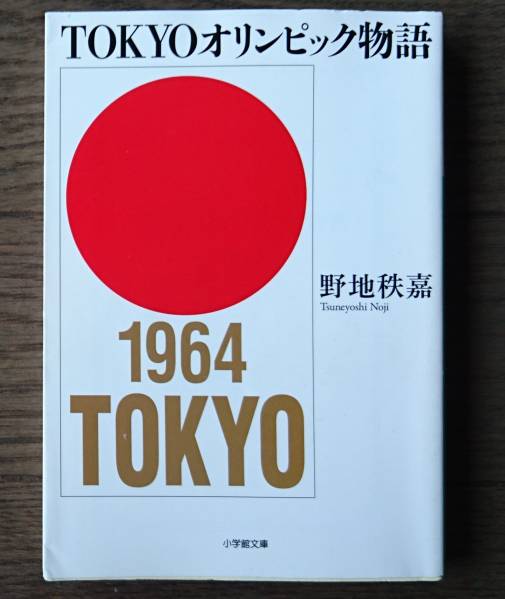 TOKYOオリンピック物語
野地秩嘉
Tsuneyoshi Noji
1964
TOKYO
小学館文庫